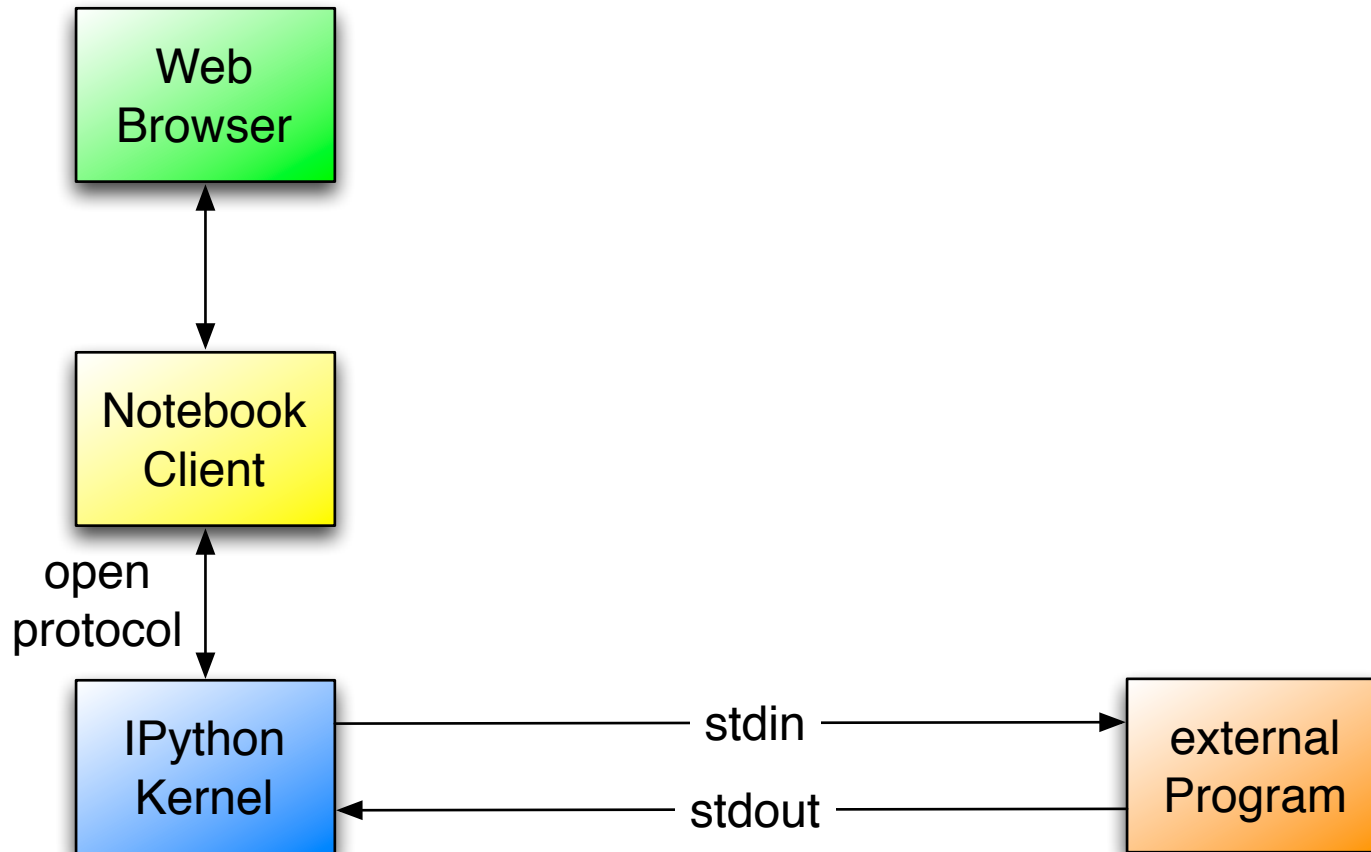 Web
Browser
Notebook
Client
open
protocol
IPython
Kernel
stdin
stdout
external
Program